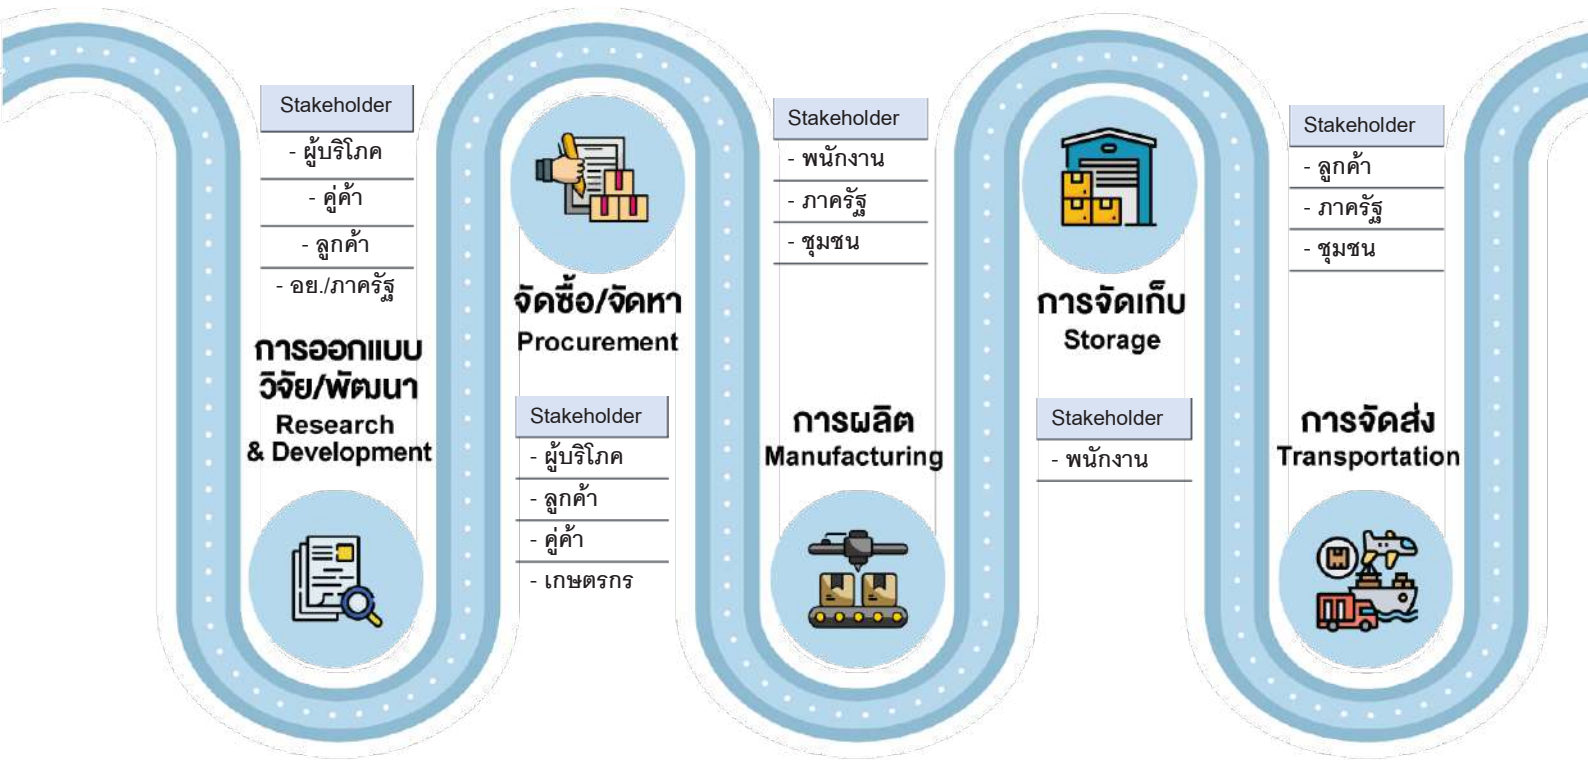 Stakeholder
- ผู้บริโภค
- คู่ค้า
- ลูกค้า
- อย./ภาครัฐ
การออกแบบ
วิจัย/พัฒนา
Research
& Development
จัดซื้อ/จัดหา
Procurement
Stakeholder
- ผู้บริโภค
- ลูกค้า
- คู่ค้า
- เกษตรกร
Stakeholder
- พนักงาน
- ภาครัฐ
- ชุมชน
การผลิต
Manufacturing
การจัดเก็บ
Storage
Stakeholder
- พนักงาน
Stakeholder
- ลูกค้า
- ภาครัฐ
- ชุมชน
การจัดส่ง
Transportation